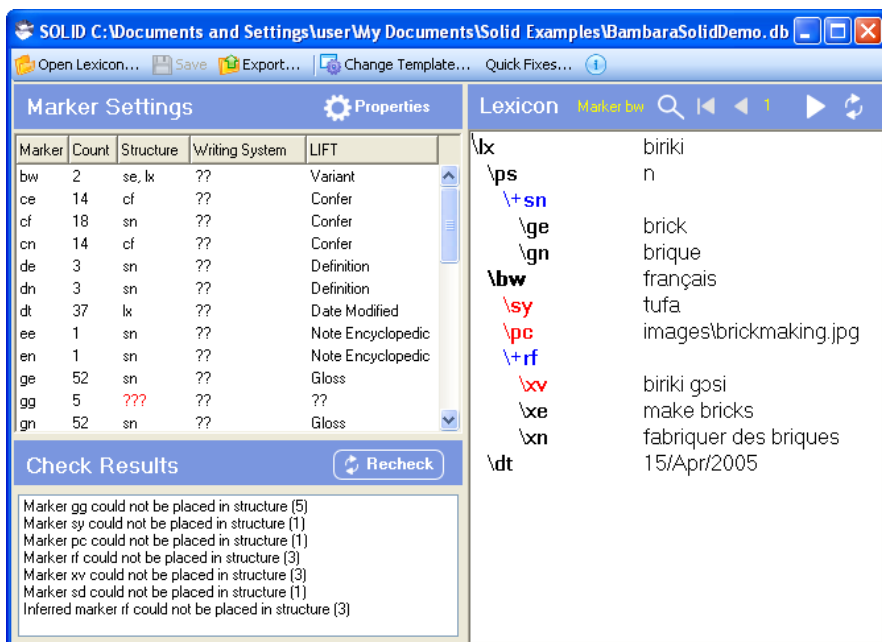 SOLID C:\Documents and Settings\user\My Documents\Solid Examples\BambaraSolidDemo.db
Open Lexicon... Save Export... Change Template... Quick Fixes...
Marker Settings Properties
Marker Count Structure Writing System LIFT
bw 2 se, lx ?? Variant
ce 14 cf ?? Confer
cf 18 sn ?? Confer
cn 14 cf ?? Confer
de 3 sn ?? Definition
dn 3 sn ?? Definition
dt 37 lx ?? Date Modified
ee 1 sn ?? Note Encyclopedic
en 1 sn ?? Note Encyclopedic
ge 52 sn ?? Gloss
gg 5 ??? ?? ??
gn 52 sn ?? Gloss
Check Results Recheck
Marker gg could not be placed in structure (5)
Marker sy could not be placed in structure (1)
Marker pc could not be placed in structure (1)
Marker rf could not be placed in structure (3)
Marker xv could not be placed in structure (3)
Marker sd could not be placed in structure (1)
Inferred marker rf could not be placed in structure (3)
Lexicon Marker bw 1
\lx biriki
\ps n
\+sn
\ge brick
\gn brique
\bw français
\sy tufa
\pc images\brickmaking.jpg
\+rf
\xv biriki gɔsi
\xe make bricks
\xn fabriquer des briques
\dt 15/Apr/2005